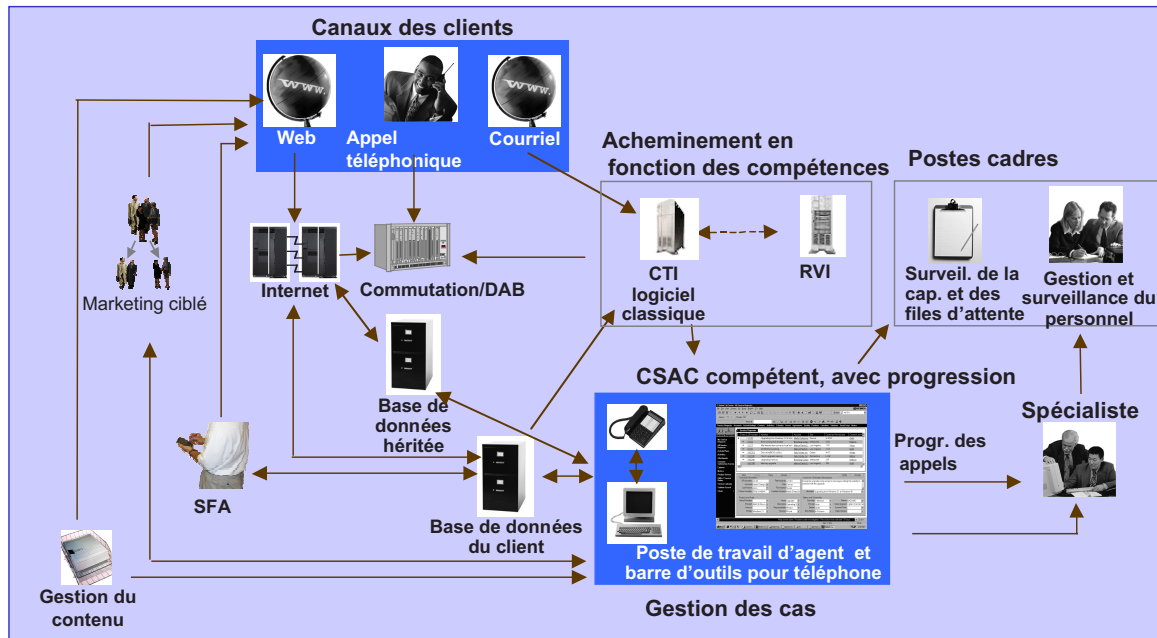 Canaux des clients
www.
www.
Web
Appel
téléphonique
Courriel
Acheminement en
fonction des compétences
Postes cadres
CTI
logiciel
classique
RVI
Surveil. de la
cap. et des
files d'attente
Gestion et
surveillance du
personnel
Internet
Commutation/DAB
Marketing ciblé
Base de
données
héritée
CSAC compétent, avec progression
Spécialiste
Progr. des
appels
SFA
Base de données
du client
Poste de travail d'agent et
barre d'outils pour téléphone
Gestion du
contenu
Gestion des cas